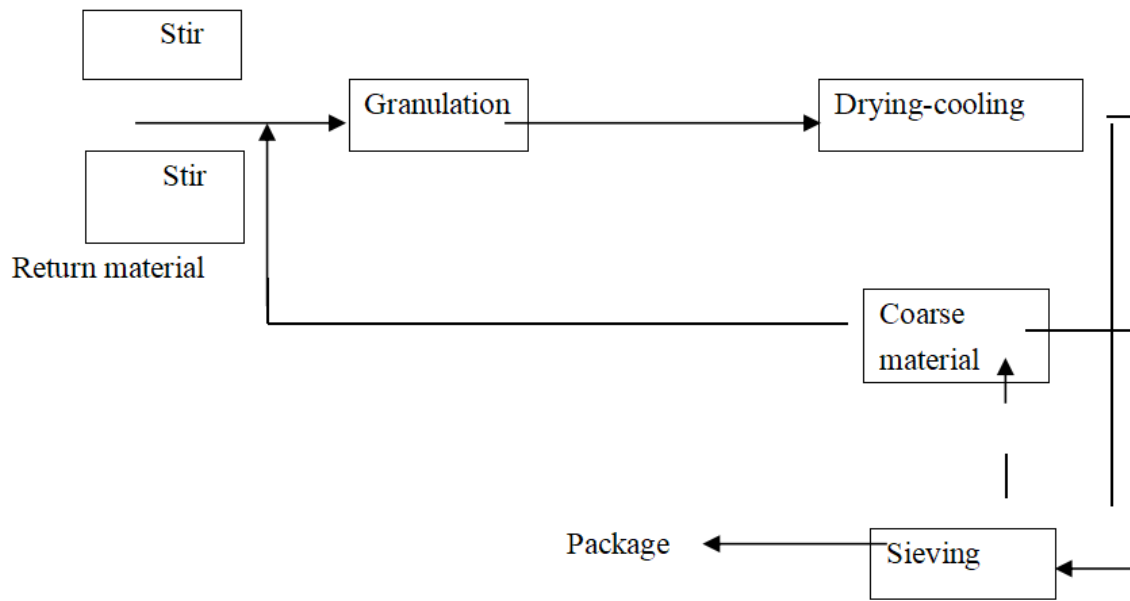 Stir
Granulation
Drying-cooling
Stir
Return material
Coarse
material
Package
Sieving